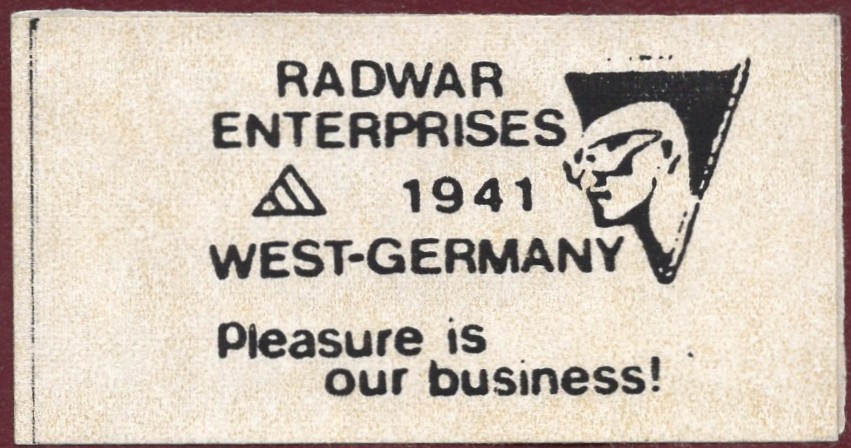 RADWAR
ENTERPRISES
1941
WEST-GERMANY
Pleasure is
our business!